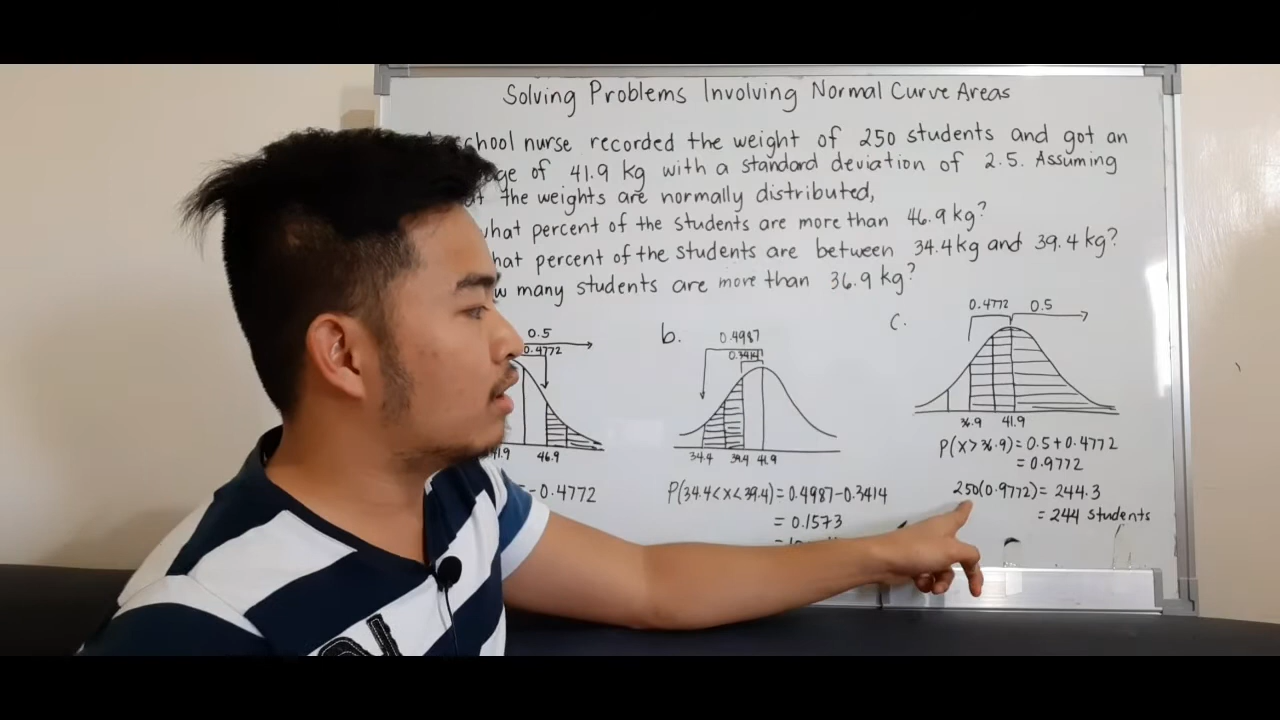 Solving Problems Involving Normal Curve Areas
school nurse recorded the weight of 250 students and got an
of 41.9 kg with a standard deviation of 2.5. Assuming
the weights are normally distributed,
what percent of the students are more than 46.9 kg?
percent of the students are between 34.4 kg and 39.4 kg?
many students are more than 36.9 kg?
0.5
0.4772
46.9
-0.4772
b.
0.4987
0.3414
34.4 39.4 41.9
P(34.4<x<39.4)=0.4987-0.3414
= 0.1573
c.
0.4772 0.5
36.9 41.9
P(x>36.9)=0.5+0.4772
= 0.9772
250(0.9772)= 244.3
= 244 students